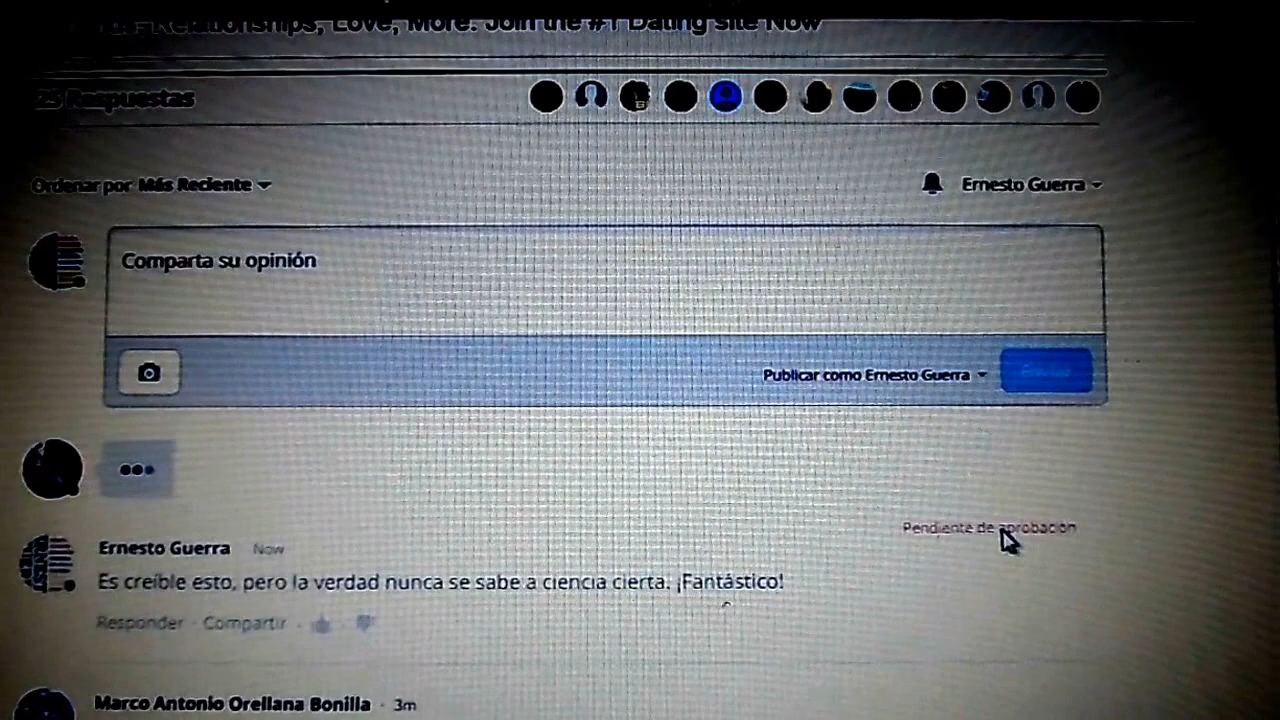 Relationships, Love, More. Join the #1 Dating site Now
25 Respuestas
Ordenar por Más Reciente
Ernesto Guerra
Comparta su opinión
Publicar como Ernesto Guerra
Pendiente de aprobación
Ernesto Guerra Now
Es creíble esto, pero la verdad nunca se sabe a ciencia cierta. ¡Fantástico!
Responder · Compartir ·
Marco Antonio Orellana Bonilla · 3m